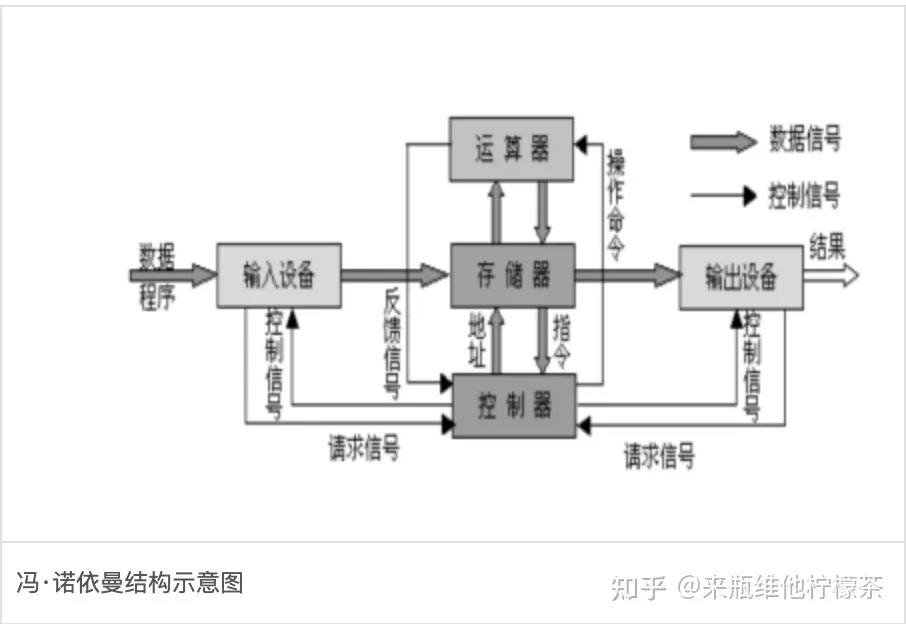 运算器
数据信号
操作命令
控制信号
数据
程序
输入设备
存储器
输出设备
结果
反馈信号
地址
指令
控制信号
控制信号
控制器
请求信号
请求信号
冯·诺依曼结构示意图
知乎 @来瓶维他柠檬茶